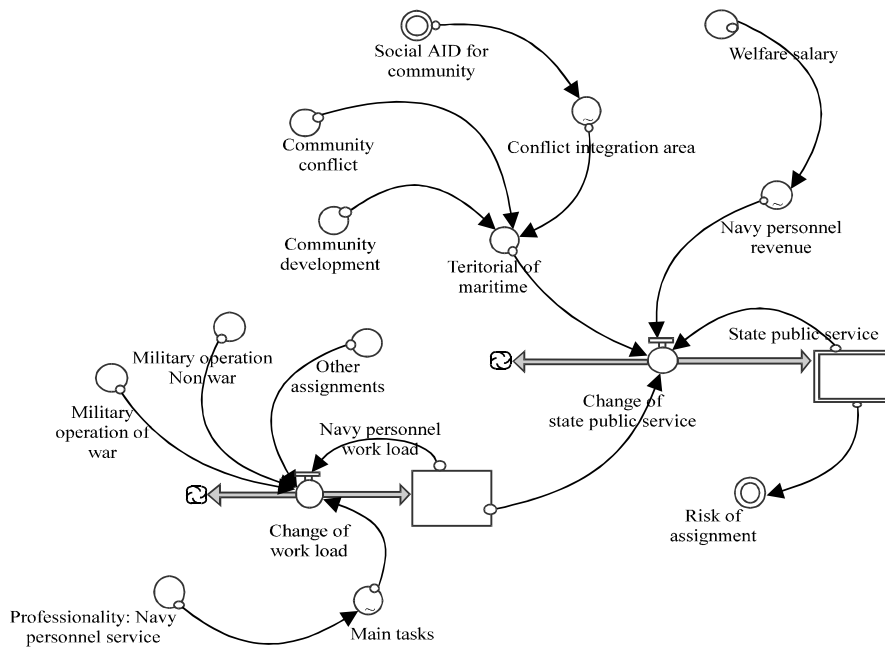 Social AID for
community
Welfare salary
Community
conflict
Conflict integration area
Navy personnel
revenue
Community
development
Teritorial of
maritime
State public service
Military operation
Non war
Other
assignments
Change of
state public service
Military
operation of
war
Navy personnel
work load
Change of
work load
Risk of
assignment
Professionality: Navy
personnel service
Main tasks